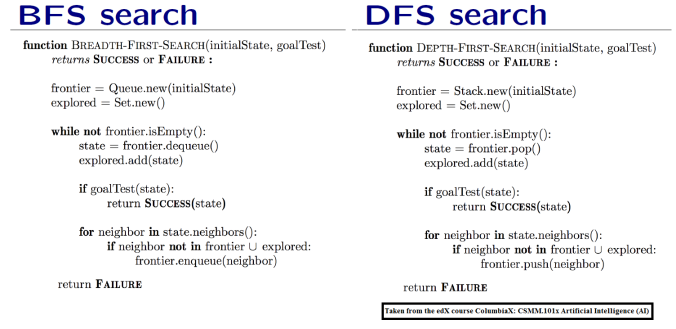 BFS search
function BREADTH-FIRST-SEARCH(initialState, goalTest)
returns SUCCESS or FAILURE :
frontier = Queue.new(initialState)
explored = Set.new()
while not frontier.isEmpty():
state = frontier.dequeue()
explored.add(state)
if goalTest(state):
return SUCCESS(state)
for neighbor in state.neighbors():
if neighbor not in frontier ∪ explored:
frontier.enqueue(neighbor)
return FAILURE
DFS search
function DEPTH-FIRST-SEARCH(initialState, goalTest)
returns SUCCESS or FAILURE :
frontier = Stack.new(initialState)
explored = Set.new()
while not frontier.isEmpty():
state = frontier.pop()
explored.add(state)
if goalTest(state):
return SUCCESS(state)
for neighbor in state.neighbors():
if neighbor not in frontier ∪ explored:
frontier.push(neighbor)
return FAILURE
Taken from the edX course ColumbiaX: CSMM.101x Artificial Intelligence (AI)